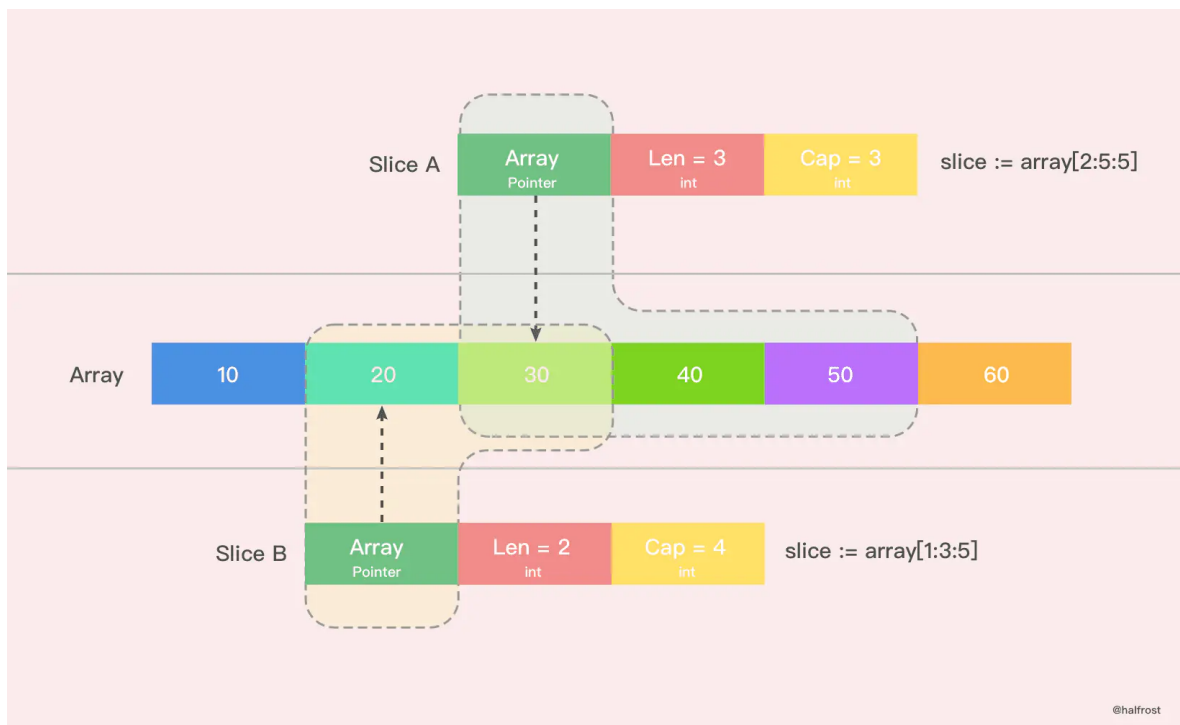 Slice A
Array
Pointer
Len = 3
int
Cap = 3
int
slice := array[2:5:5]
Array
10
20
30
40
50
60
Slice B
Array
Pointer
Len = 2
int
Cap = 4
int
slice := array[1:3:5]
@halfrost